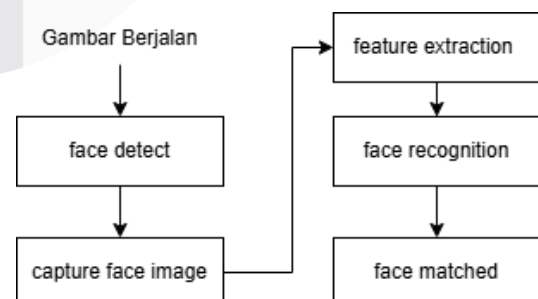 Gambar Berjalan
face detect
capture face image
feature extraction
face recognition
face matched